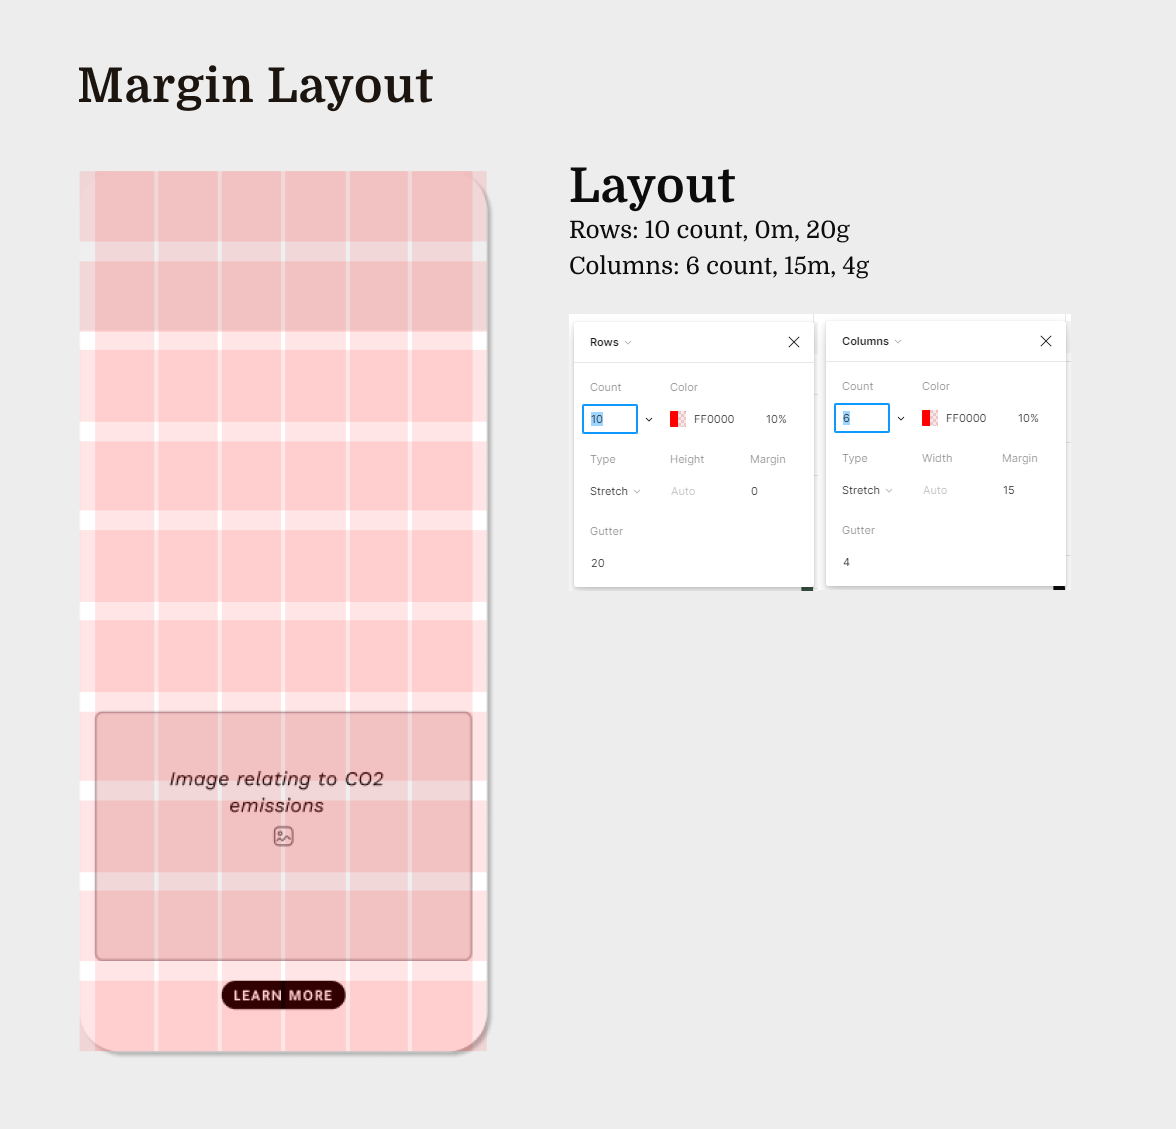 Margin Layout
Layout
Rows: 10 count, 0m, 20g
Columns: 6 count, 15m, 4g
Rows
Count Color
10 FF0000 10%
Type Height Margin
Stretch Auto 0
Gutter
20
Columns
Count Color
6 FF0000 10%
Type Width Margin
Stretch Auto 15
Gutter
4
Image relating to CO2
emissions
LEARN MORE